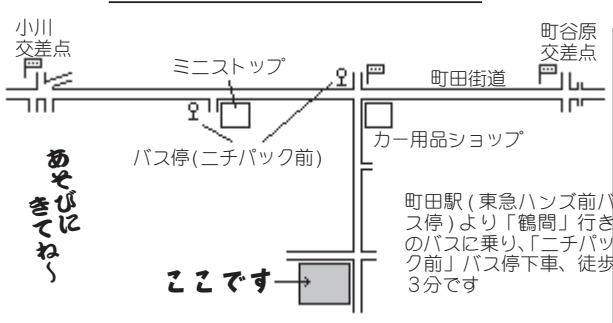 小川
交差点
ミニストップ
町田街道
町谷原
交差点
バス停(ニチパック前)
カー用品ショップ
あそびに
きてね～
ここです
町田駅(東急ハンズ前バ
ス停)より「鶴間」行き
のバスに乗り、「ニチパッ
ク前」バス停下車、徒歩
3分です